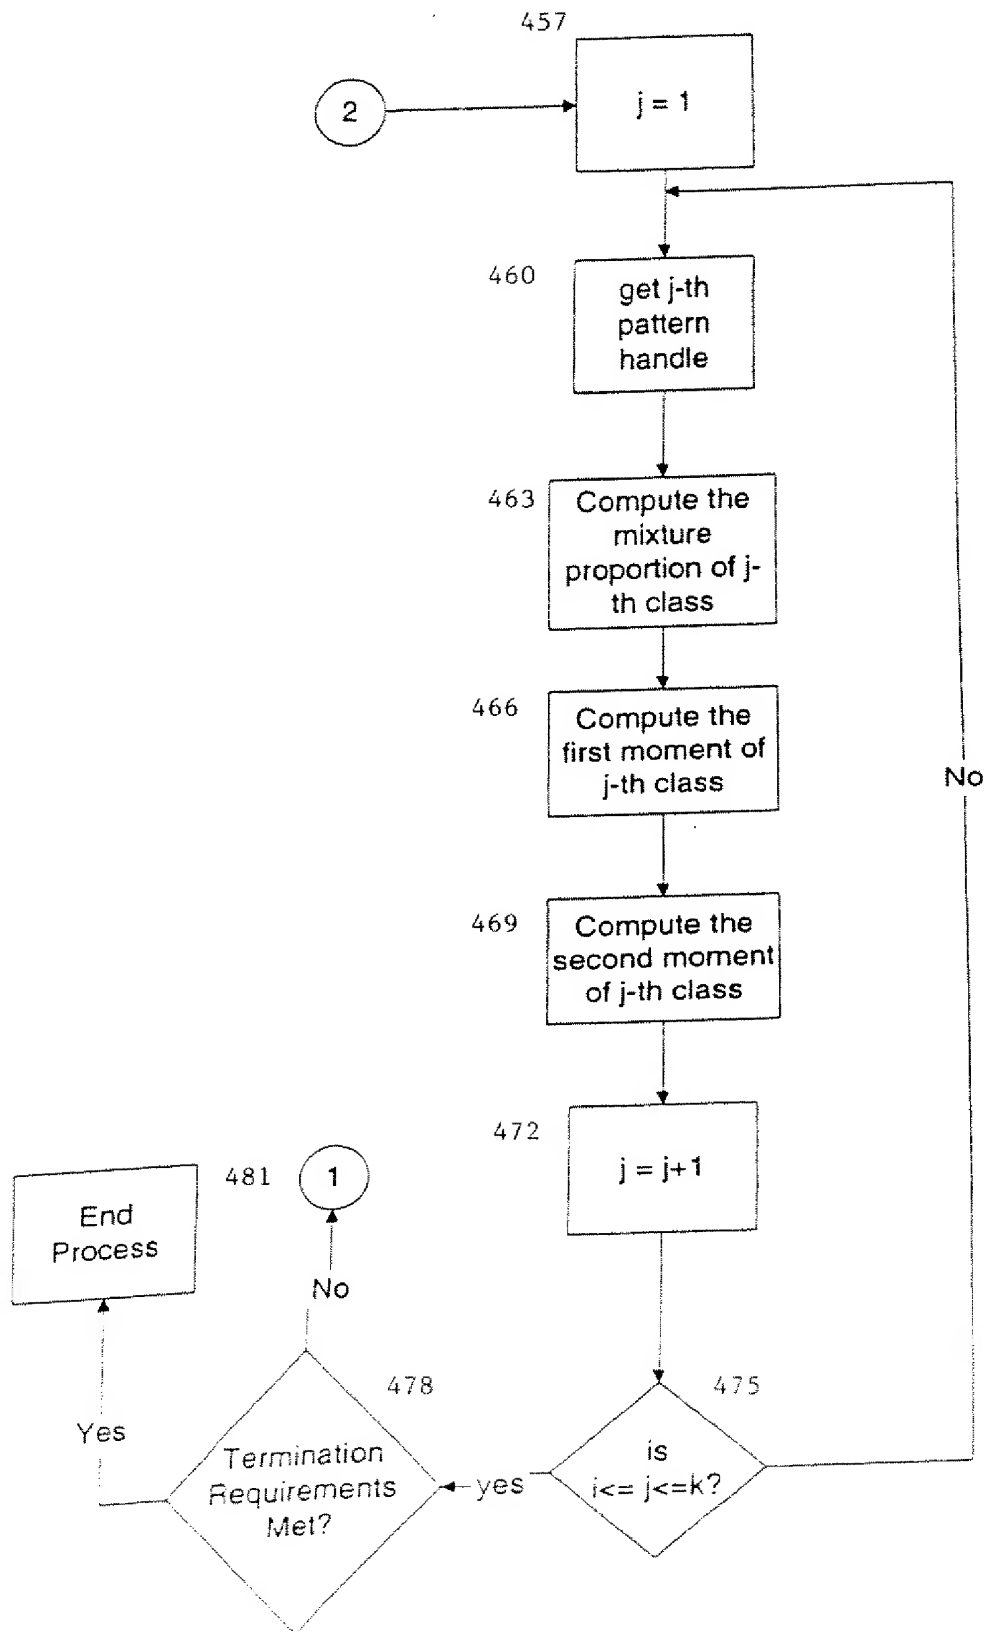 457
2
j = 1
460
get j-th
pattern
handle
463
Compute the
mixture
proportion of j-
th class
466
Compute the
first moment of
j-th class
No
469
Compute the
second moment
of j-th class
472
j = j+1
481
1
End
Process
No
478
475
Yes
Termination
Requirements
Met?
yes
is
i<= j<=k?